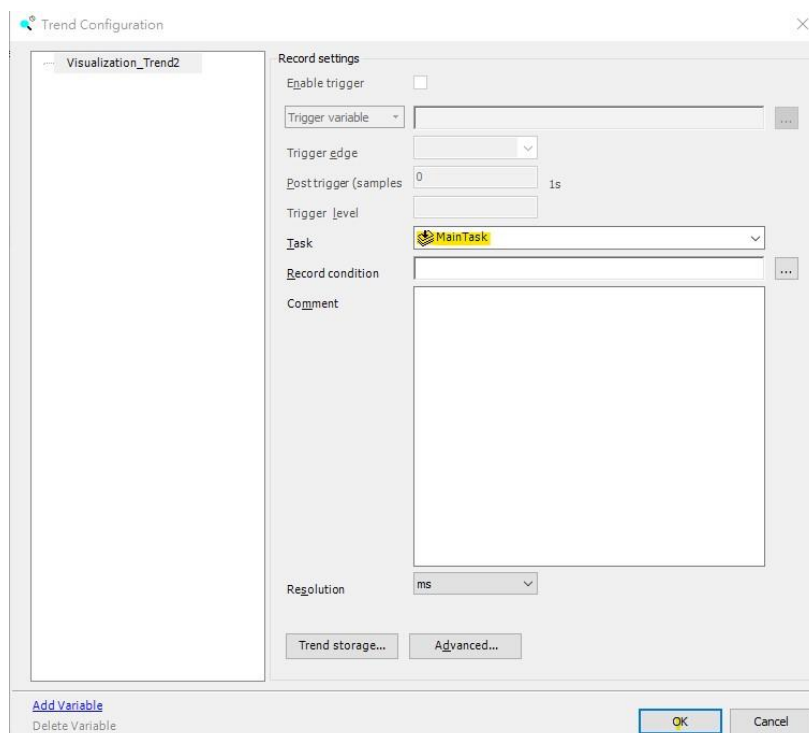 Trend Configuration
Visualization_Trend2
Record settings
Enable trigger
Trigger variable
...
Trigger edge
Post trigger (samples
0
1s
Trigger level
Task
MainTask
Record condition
...
Comment
Resolution
ms
Trend storage...
Advanced...
Add Variable
Delete Variable
OK
Cancel